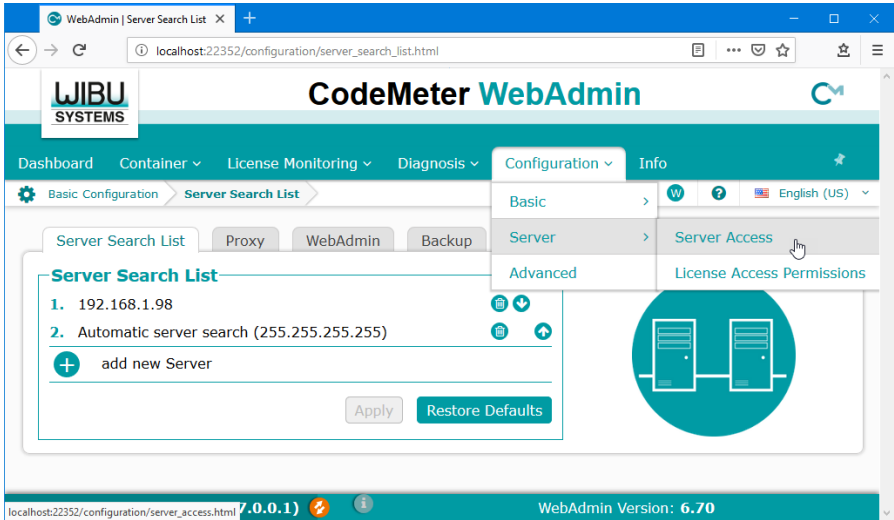 WebAdmin | Server Search List
localhost:22352/configuration/server_search_list.html
WIBU
SYSTEMS
CodeMeter WebAdmin
Dashboard Container License Monitoring Diagnosis Configuration Info
Basic Configuration Server Search List W ? English (US)
Basic
Server Server Access
Advanced License Access Permissions
Server Search List Proxy WebAdmin Backup
Server Search List
1. 192.168.1.98
2. Automatic server search (255.255.255.255)
add new Server
Apply Restore Defaults
localhost:22352/configuration/server_access.html 7.0.0.1) WebAdmin Version: 6.70